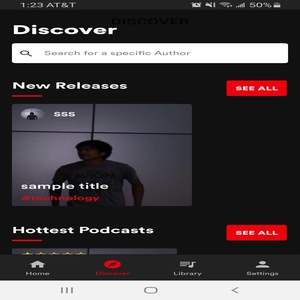 1:23 AT&T 50%
DISCOVER
Discover
Search for a specific Author
New Releases SEE ALL
sss
sample title
#technology
Hottest Podcasts SEE ALL
Home Discover Library Settings